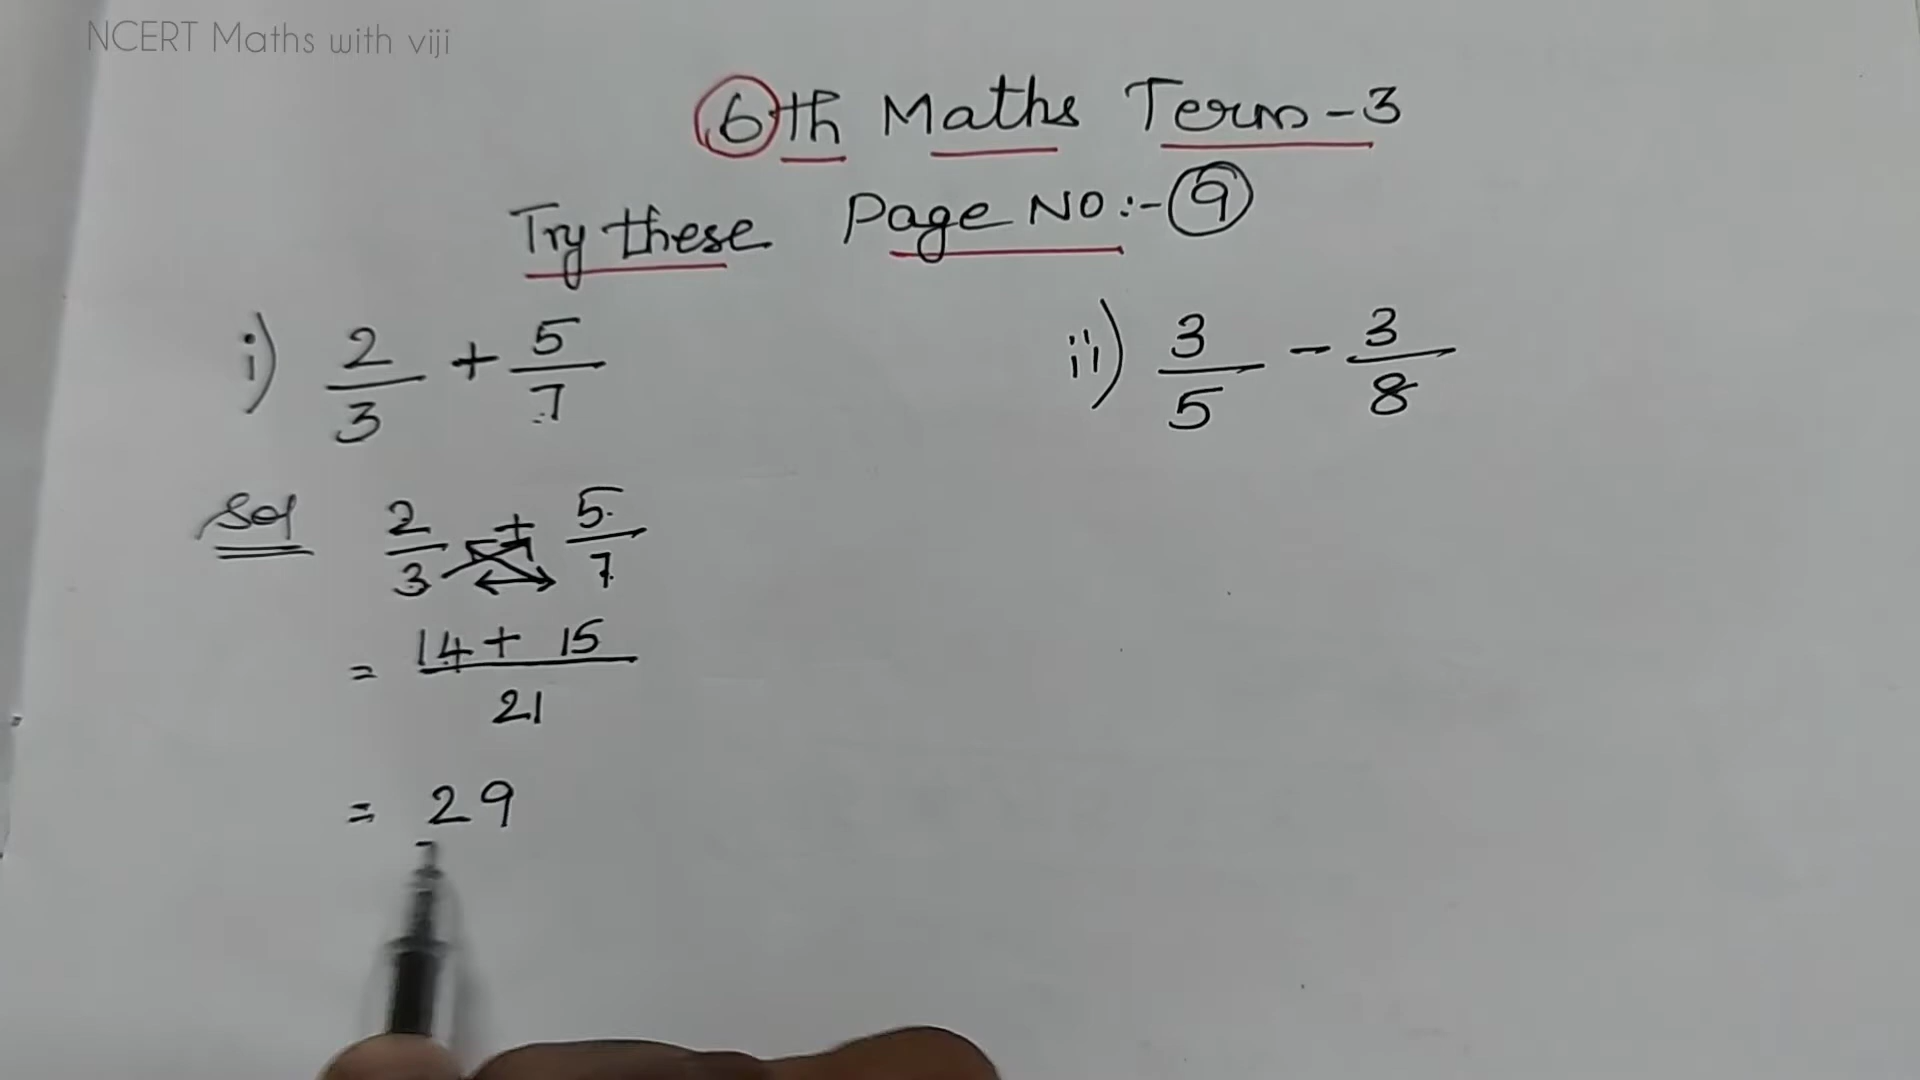 NCERT Maths with viji
6th Maths Term-3
Try these Page No:- 9
i) 2/3 + 5/7
ii) 3/5 - 3/8
Sol 2/3 + 5/7
= 14 + 15 / 21
= 29